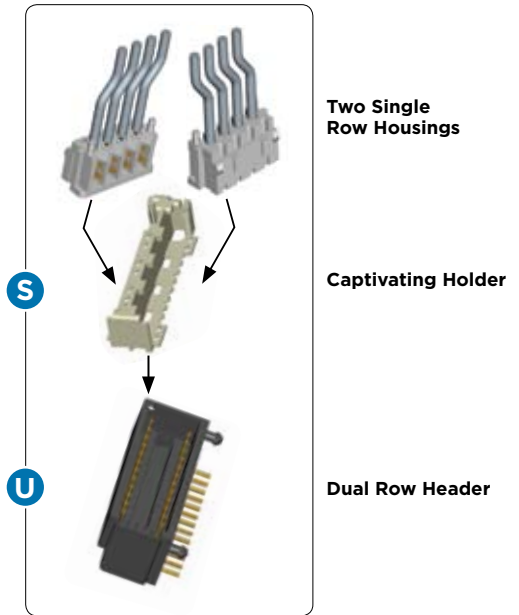 Two Single
Row Housings
S
Captivating Holder
U
Dual Row Header